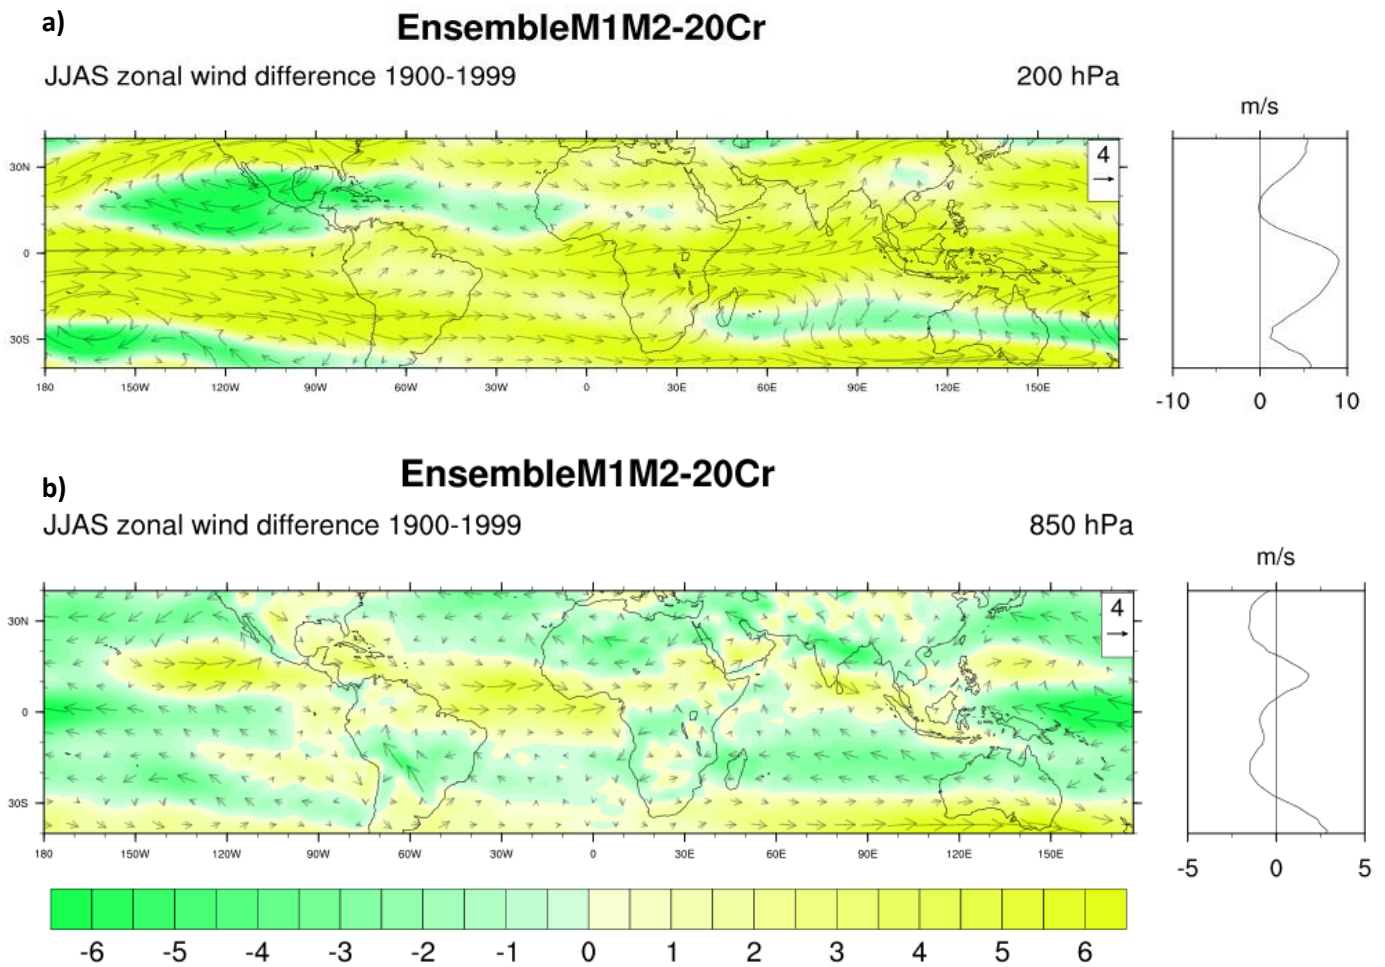 a)
EnsembleM1M2-20Cr
JJAS zonal wind difference 1900-1999
200 hPa
m/s
4
30N
0
30S
180 150W 120W 90W 60W 30W 0 30E 60E 90E 120E 150E
-10 0 10
b)
EnsembleM1M2-20Cr
JJAS zonal wind difference 1900-1999
850 hPa
m/s
4
30N
0
30S
180 150W 120W 90W 60W 30W 0 30E 60E 90E 120E 150E
-5 0 5
-6 -5 -4 -3 -2 -1 0 1 2 3 4 5 6